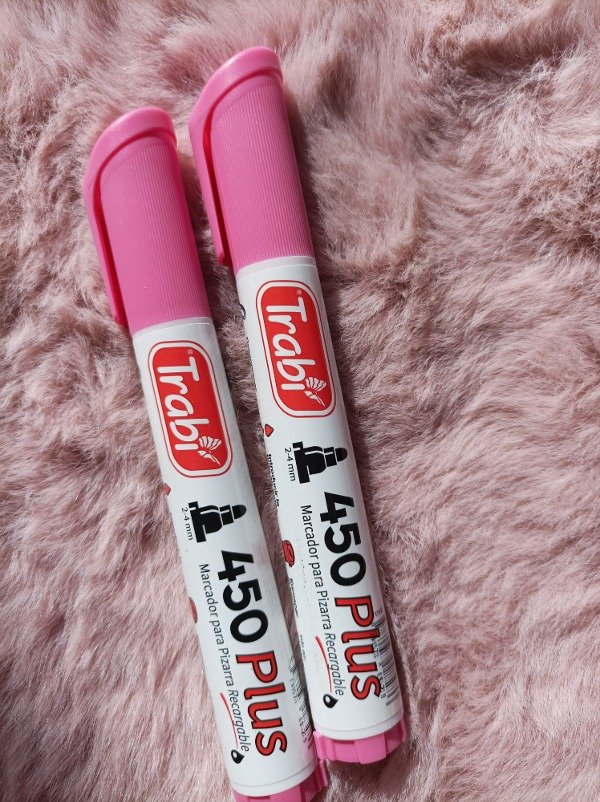 Trabi
2-4 mm
450 Plus
Marcador para Pizarra Recargable
Trabi
2-4 mm
450 Plus
Marcador para Pizarra Recargable